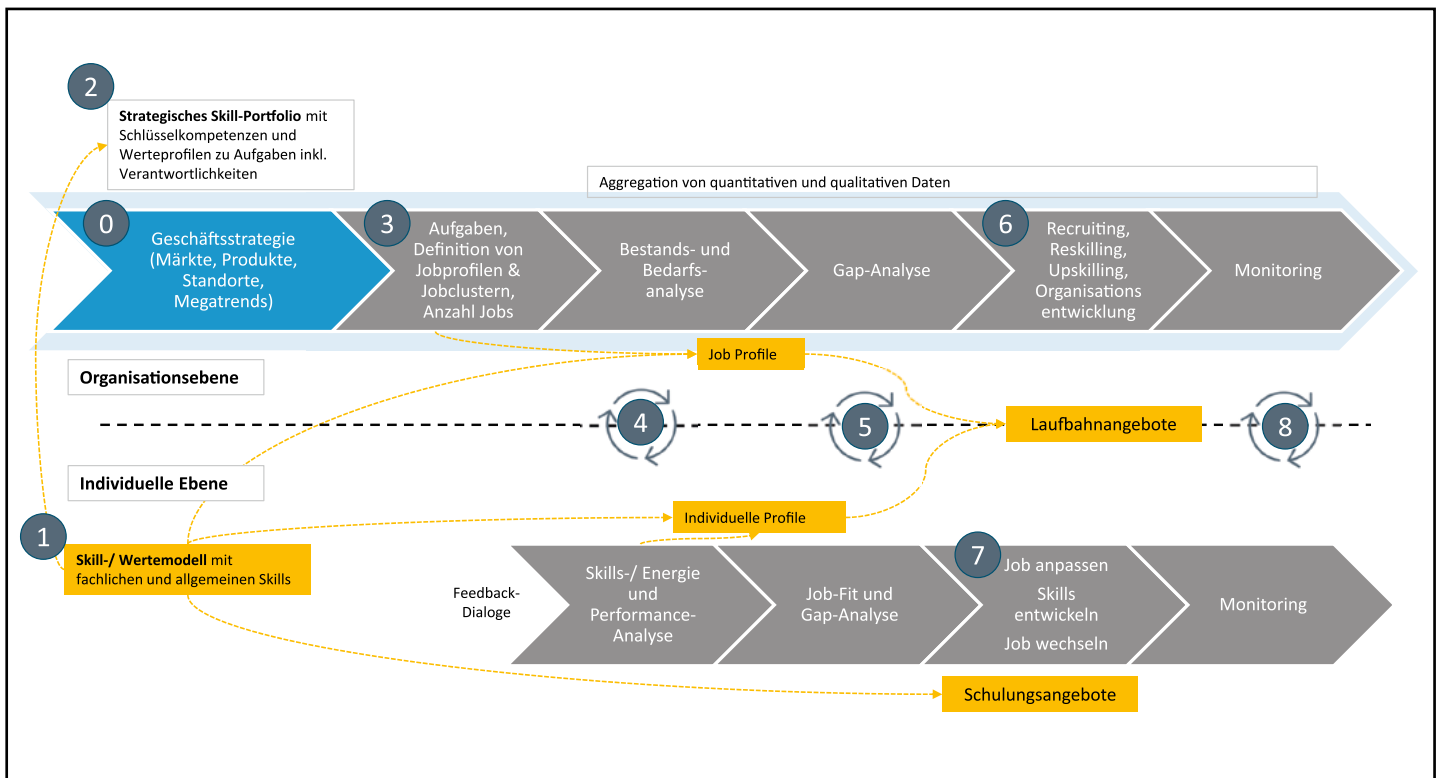 2
Strategisches Skill-Portfolio mit
Schlüsselkompetenzen und
Werteprofilen zu Aufgaben inkl.
Verantwortlichkeiten
Aggregation von quantitativen und qualitativen Daten
0
Geschäftsstrategie
(Märkte, Produkte,
Standorte,
Megatrends)
3
Aufgaben,
Definition von
Jobprofilen &
Jobclustern,
Anzahl Jobs
Bestands- und
Bedarfs-
analyse
Gap-Analyse
6
Recruiting,
Reskilling,
Upskilling,
Organisations
entwicklung
Monitoring
Job Profile
Organisationsebene
4
5
Laufbahnangebote
8
Individuelle Ebene
Individuelle Profile
1
Skill-/ Wertemodell mit
fachlichen und allgemeinen Skills
Feedback-
Dialoge
Skills-/ Energie
und
Performance-
Analyse
Job-Fit und
Gap-Analyse
7
Job anpassen
Skills
entwickeln
Job wechseln
Monitoring
Schulungsangebote